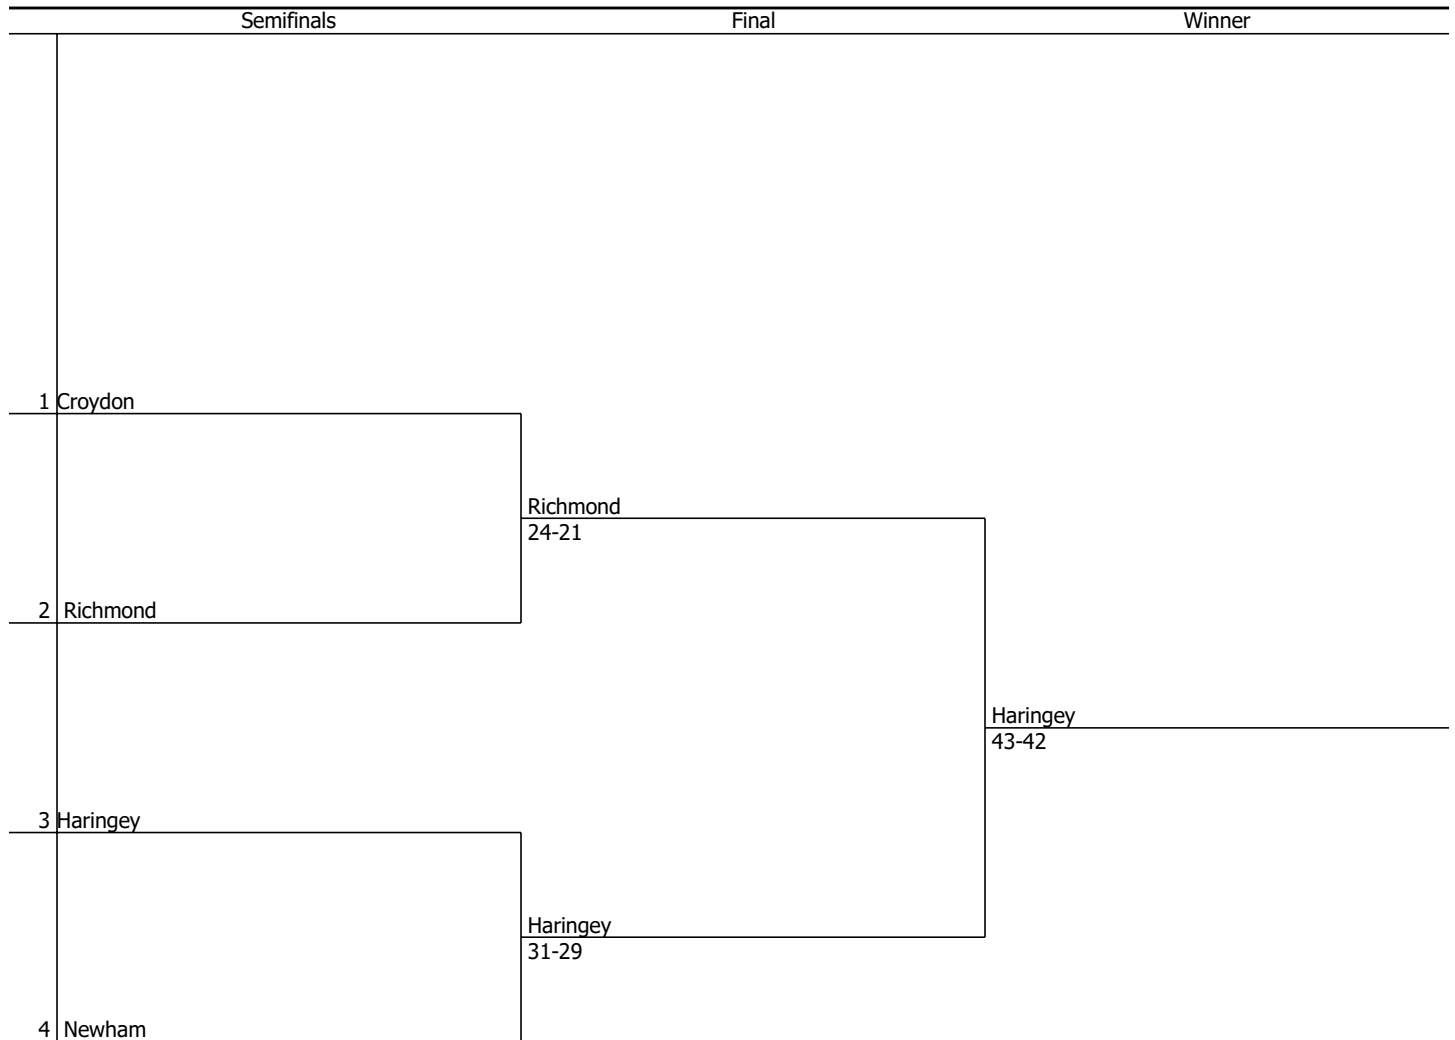 Semifinals Final Winner
1 Croydon
Richmond
24-21
2 Richmond
Haringey
43-42
3 Haringey
Haringey
31-29
4 Newham